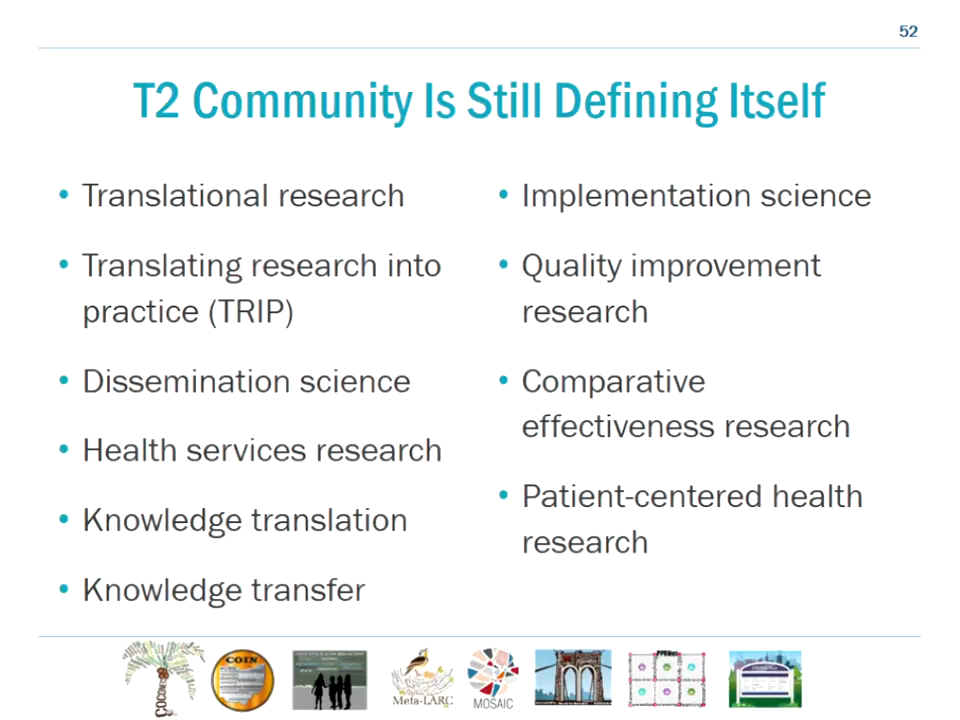 52
T2 Community Is Still Defining Itself
• Translational research
• Translating research into
practice (TRIP)
• Dissemination science
• Health services research
• Knowledge translation
• Knowledge transfer
• Implementation science
• Quality improvement
research
• Comparative
effectiveness research
• Patient-centered health
research
COIN
Meta-LARC
MOSAIC